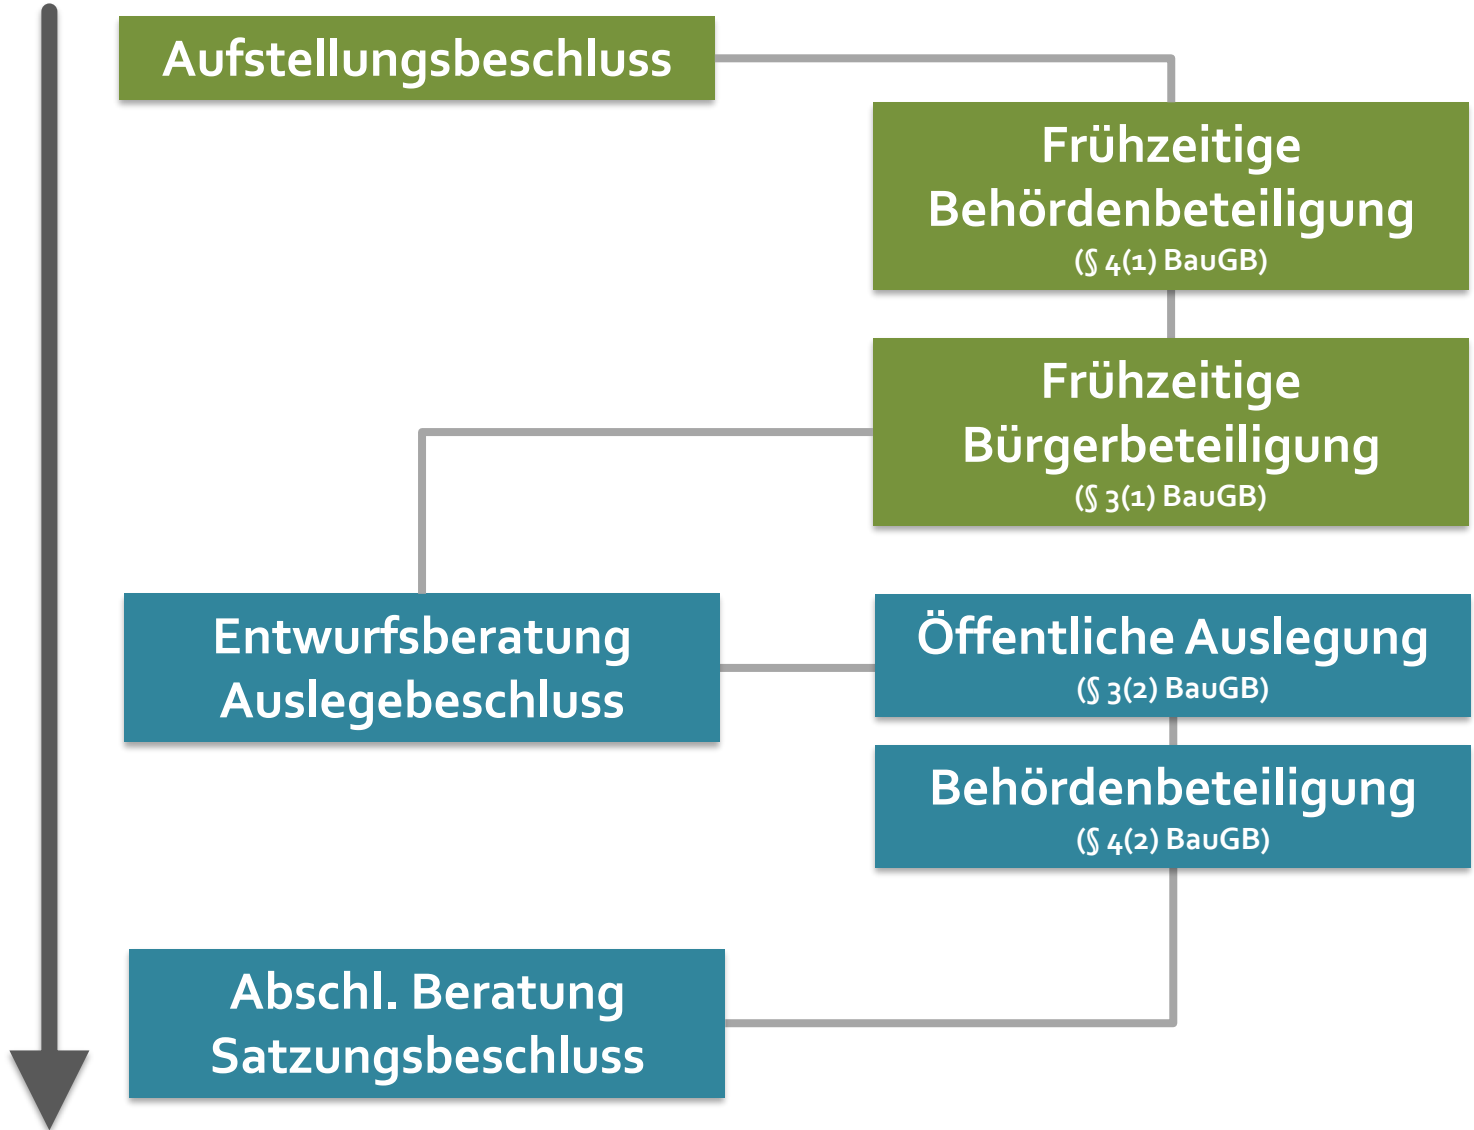 Aufstellungsbeschluss
Frühzeitige
Behördenbeteiligung
(§ 4(1) BauGB)
Frühzeitige
Bürgerbeteiligung
(§ 3(1) BauGB)
Entwurfsberatung
Auslegebeschluss
Öffentliche Auslegung
(§ 3(2) BauGB)
Behördenbeteiligung
(§ 4(2) BauGB)
Abschl. Beratung
Satzungsbeschluss